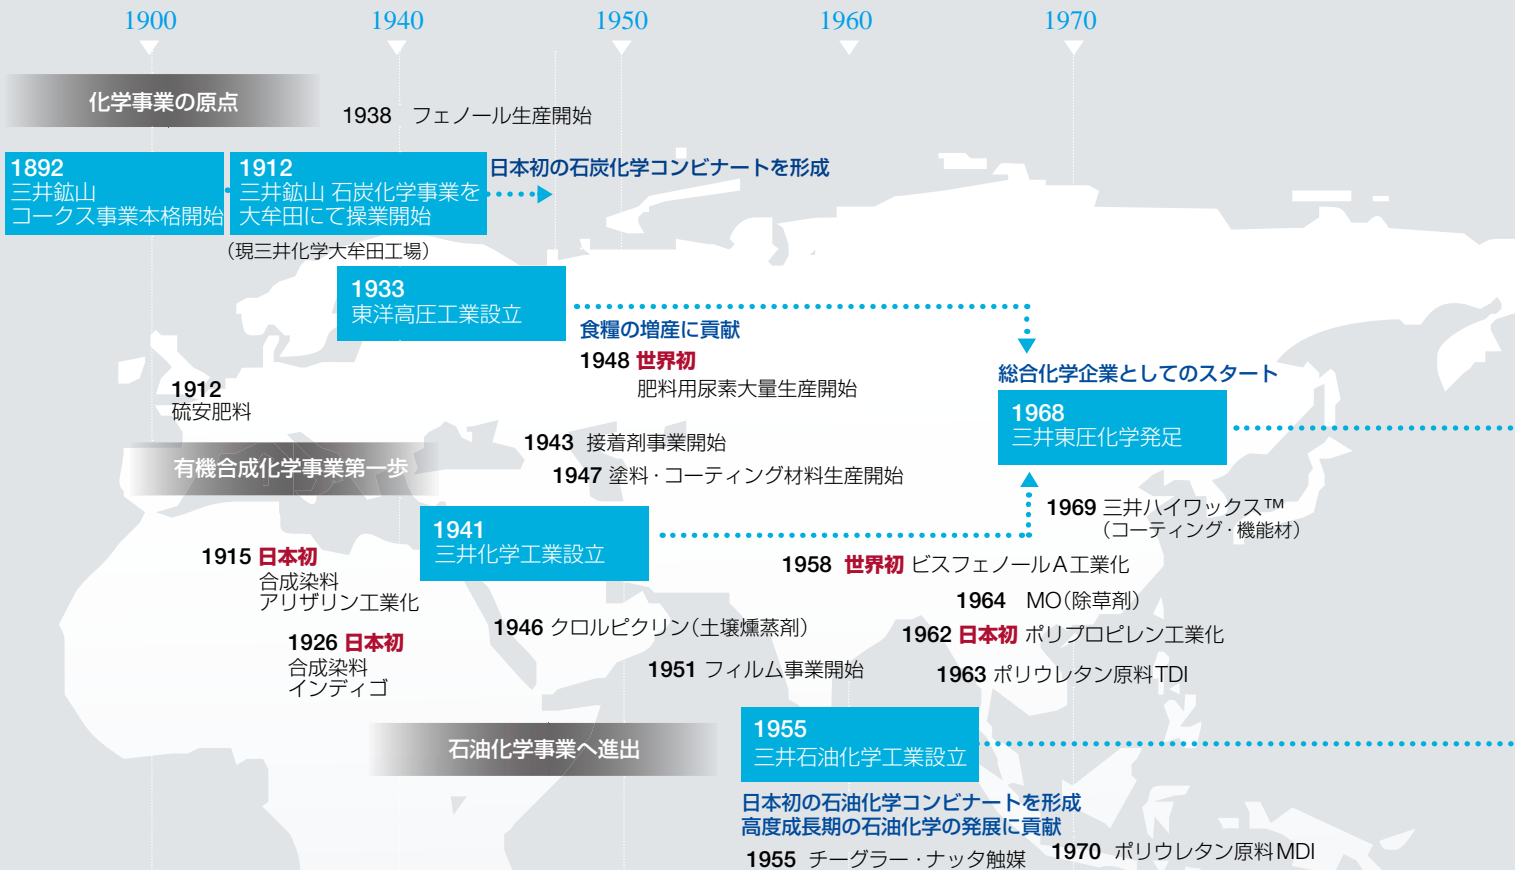 1900
1940
1950
1960
1970
化学事業の原点
1938 フェノール生産開始
1892
三井鉱山
コークス事業本格開始
1912
三井鉱山 石炭化学事業を
大牟田にて操業開始
（現三井化学大牟田工場）
日本初の石炭化学コンビナートを形成
1933
東洋高圧工業設立
食糧の増産に貢献
1948 世界初
肥料用尿素大量生産開始
総合化学企業としてのスタート
1968
三井東圧化学発足
1912
硫安肥料
有機合成化学事業第一歩
1943 接着剤事業開始
1947 塗料・コーティング材料生産開始
1941
三井化学工業設立
1969 三井ハイワックス™
（コーティング・機能材）
1915 日本初
合成染料
アリザリン工業化
1958 世界初 ビスフェノールA工業化
1964 MO（除草剤）
1926 日本初
合成染料
インディゴ
1946 クロルピクリン（土壌燻蒸剤）
1962 日本初 ポリプロピレン工業化
1951 フィルム事業開始
1963 ポリウレタン原料TDI
石油化学事業へ進出
1955
三井石油化学工業設立
日本初の石油化学コンビナートを形成
高度成長期の石油化学の発展に貢献
1955 チーグラー・ナッタ触媒
1970 ポリウレタン原料MDI